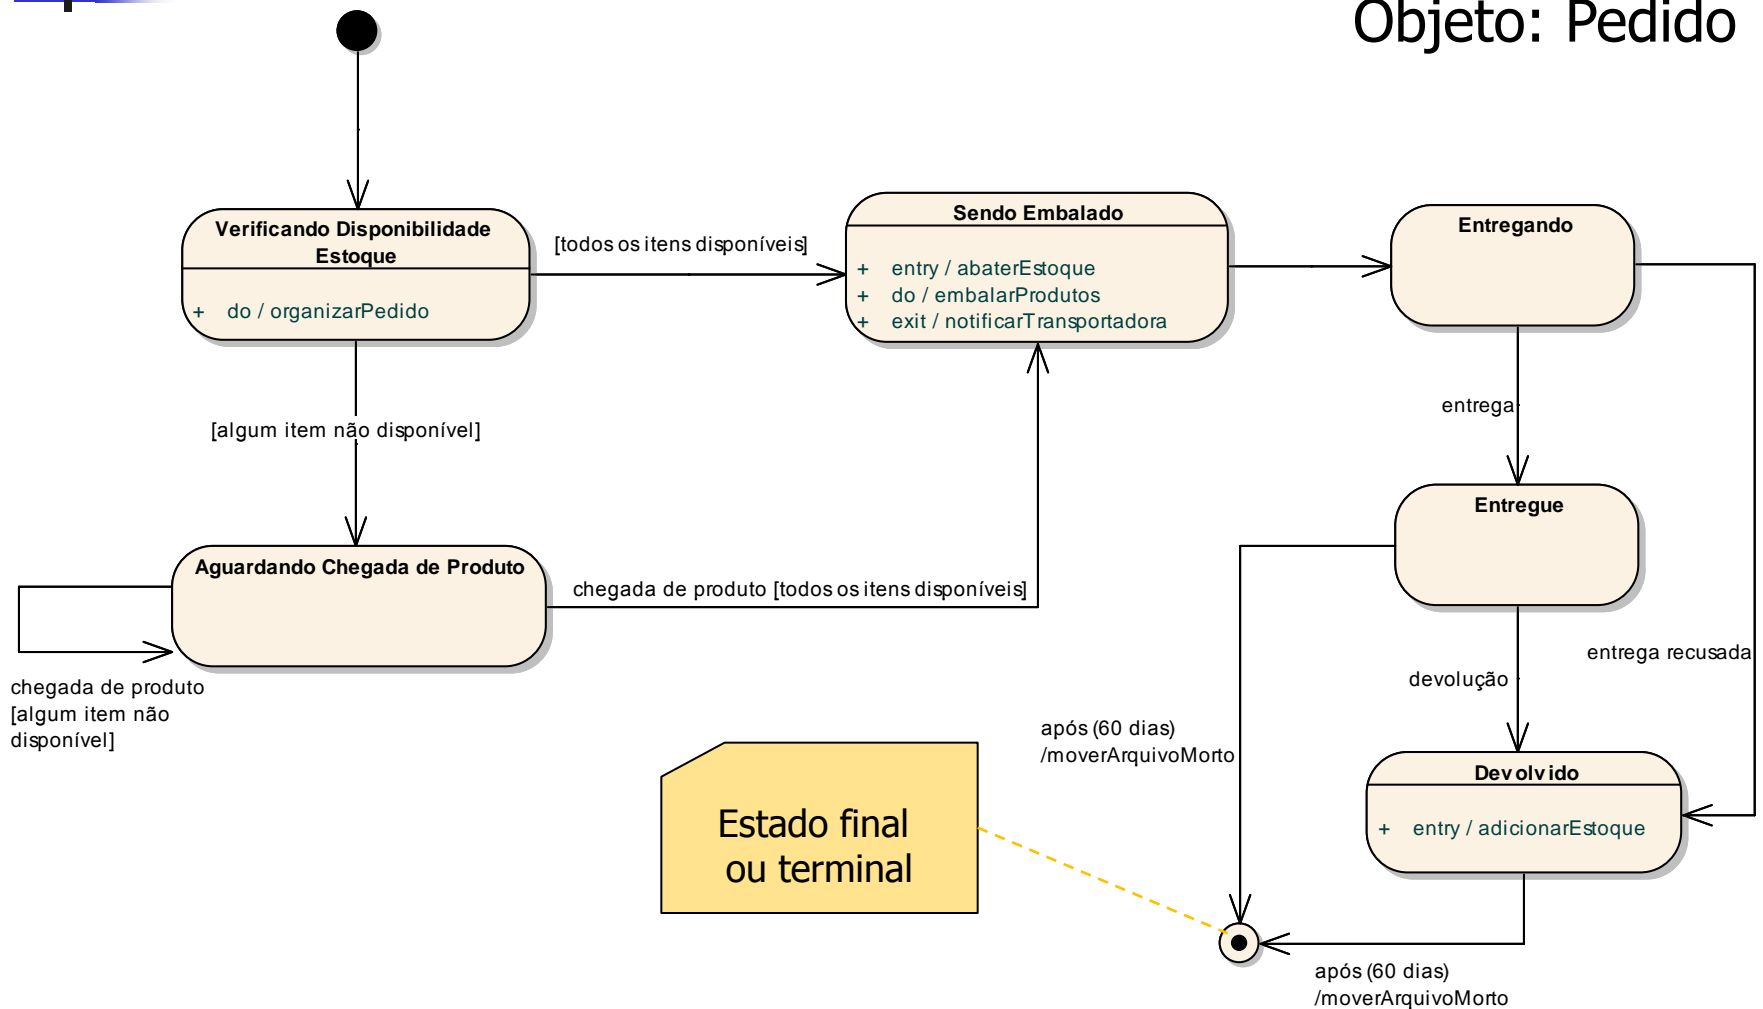 Objeto: Pedido
Verificando Disponibilidade
Estoque
+ do / organizarPedido
[todos os itens disponíveis]
Sendo Embalado
+ entry / abaterEstoque
+ do / embalarProdutos
+ exit / notificarTransportadora
Entregando
[algum item não disponível]
entrega
Entregue
Aguardando Chegada de Produto
chegada de produto [todos os itens disponíveis]
chegada de produto
[algum item não
disponível]
entrega recusada
devolução
após (60 dias)
/moverArquivoMorto
Devolvido
+ entry / adicionarEstoque
Estado final
ou terminal
após (60 dias)
/moverArquivoMorto